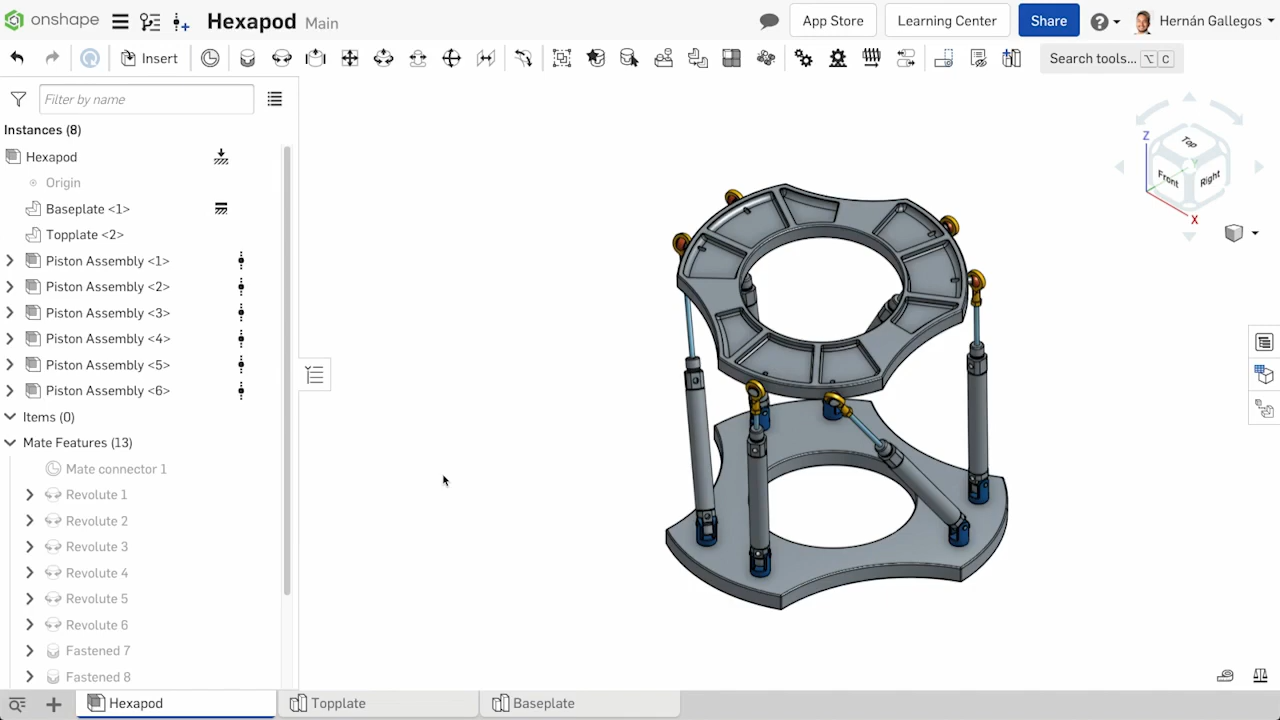 onshape Hexapod Main App Store Learning Center Share Hernán Gallegos
Insert Search tools... ⌥ C
Filter by name
Instances (8)
Hexapod
Origin
Baseplate <1>
Topplate <2>
Piston Assembly <1>
Piston Assembly <2>
Piston Assembly <3>
Piston Assembly <4>
Piston Assembly <5>
Piston Assembly <6>
Items (0)
Mate Features (13)
Mate connector 1
Revolute 1
Revolute 2
Revolute 3
Revolute 4
Revolute 5
Revolute 6
Fastened 7
Fastened 8
Z
Top
Front
Right
X
Hexapod Topplate Baseplate